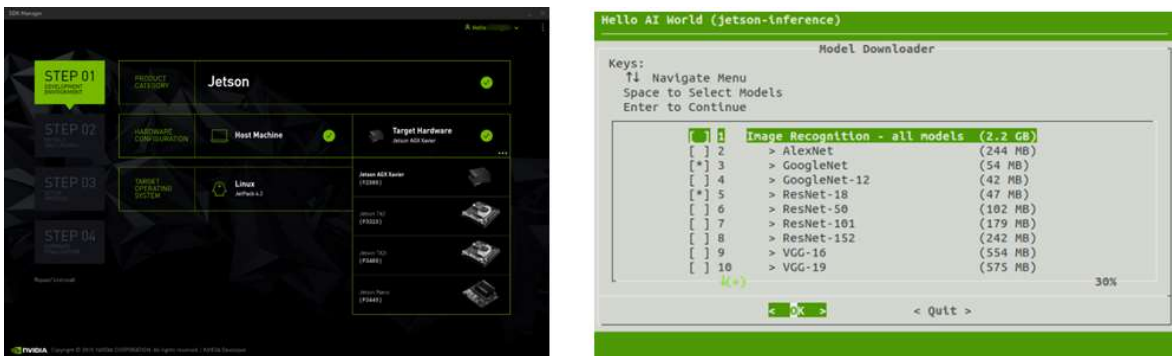 SDK Manager
Hello
STEP 01
DEVELOPMENT
ENVIRONMENT
PRODUCT
CATEGORY
Jetson
STEP 02
HARDWARE
CONFIGURATION
Host Machine
Target Hardware
Jetson AGX Xavier
STEP 03
TARGET
OPERATING
SYSTEM
Linux
JetPack 4.2
Jetson AGX Xavier
(P2888)
Jetson TX2
(P3310)
STEP 04
Jetson Nano
(P3448)
NVIDIA
Hello AI World (jetson-inference)
Model Downloader
Keys:
↑↓ Navigate Menu
Space to Select Models
Enter to Continue
[ ] 1 Image Recognition - all models (2.2 GB)
[ ] 2 > AlexNet (244 MB)
[*] 3 > GoogleNet (54 MB)
[ ] 4 > GoogleNet-12 (42 MB)
[*] 5 > ResNet-18 (47 MB)
[ ] 6 > ResNet-50 (102 MB)
[ ] 7 > ResNet-101 (179 MB)
[ ] 8 > ResNet-152 (242 MB)
[ ] 9 > VGG-16 (554 MB)
[ ] 10 > VGG-19 (575 MB)
↓(+) 30%
< OK > < Quit >